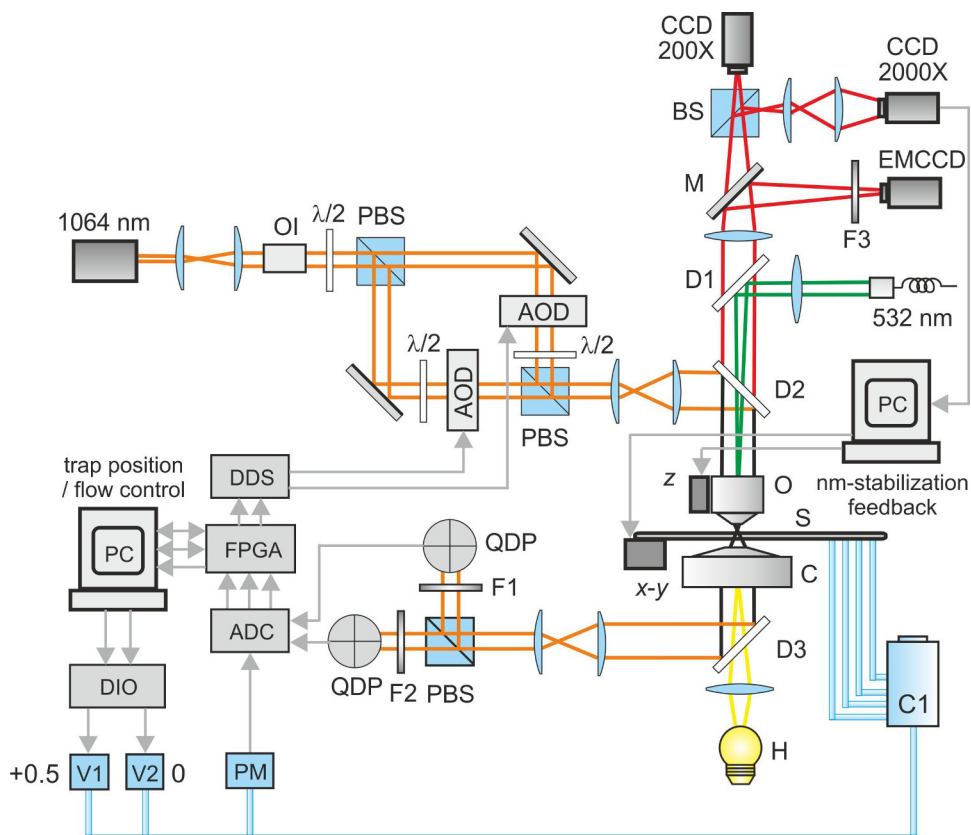 CCD
200X
CCD
2000X
BS
EMCCD
M
F3
1064 nm
OI
λ/2
PBS
D1
532 nm
AOD
λ/2
λ/2
AOD
PBS
D2
PC
nm-stabilization
feedback
trap position
/ flow control
DDS
z
O
S
PC
FPGA
QDP
x-y
C
F1
ADC
QDP
F2
PBS
D3
DIO
C1
H
+0.5
V1
V2
0
PM